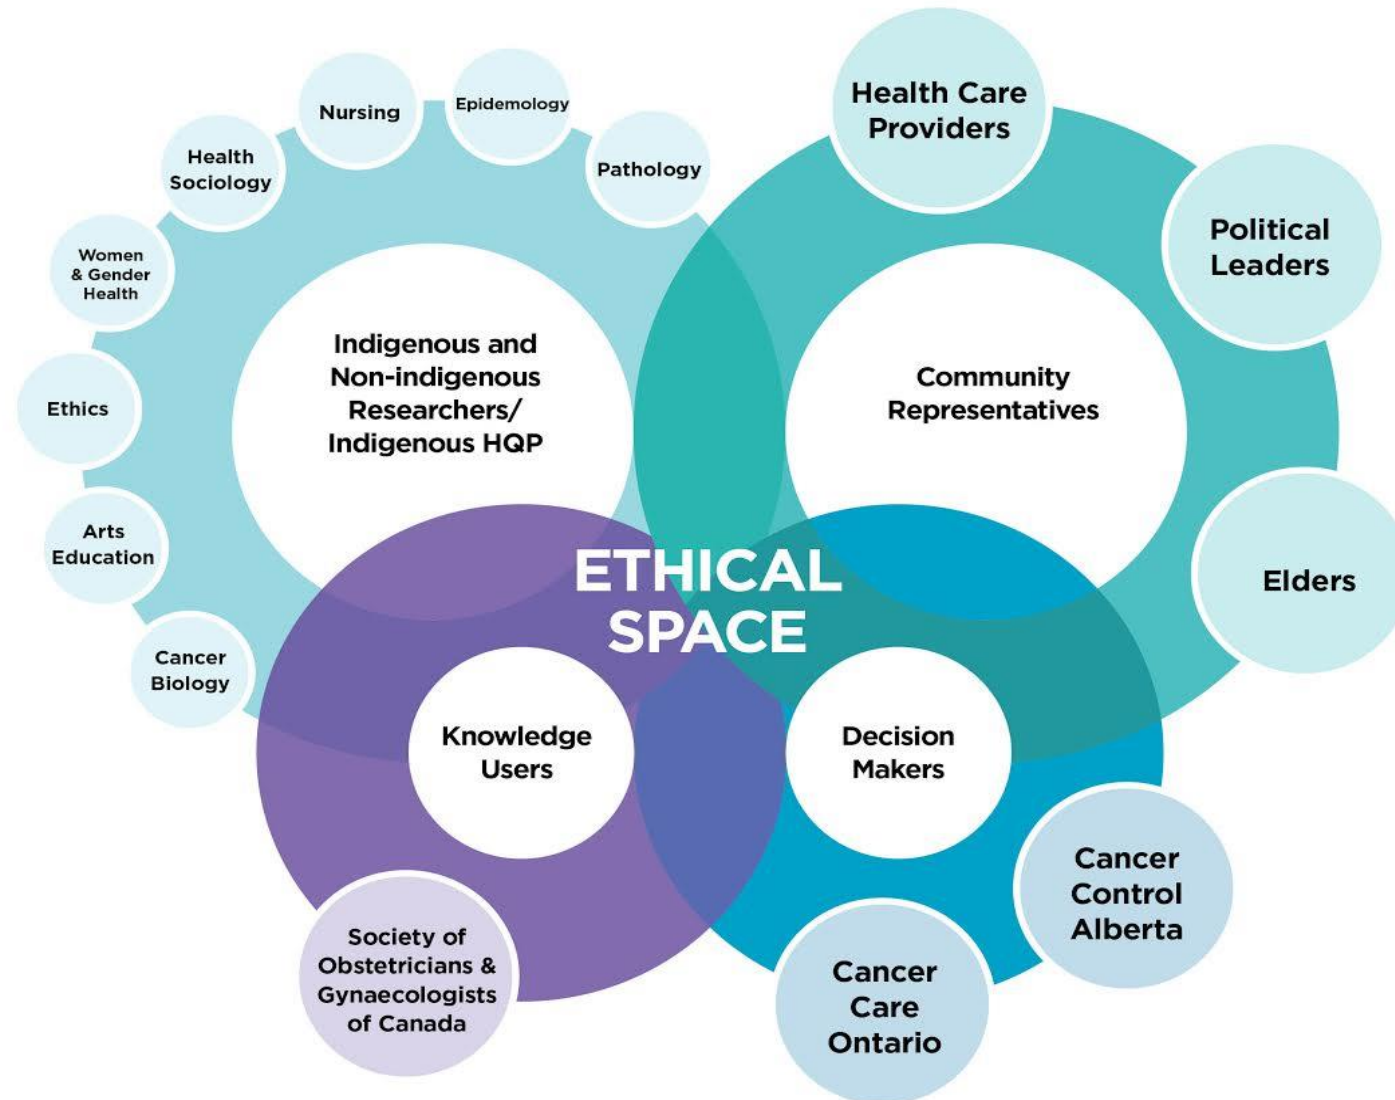 Nursing
Epidemology
Pathology
Health
Sociology
Women
& Gender
Health
Ethics
Arts
Education
Cancer
Biology
Indigenous and
Non-indigenous
Researchers/
Indigenous HQP
Health Care
Providers
Political
Leaders
Elders
Community
Representatives
ETHICAL
SPACE
Knowledge
Users
Decision
Makers
Society of
Obstetricians &
Gynaecologists
of Canada
Cancer
Care
Ontario
Cancer
Control
Alberta